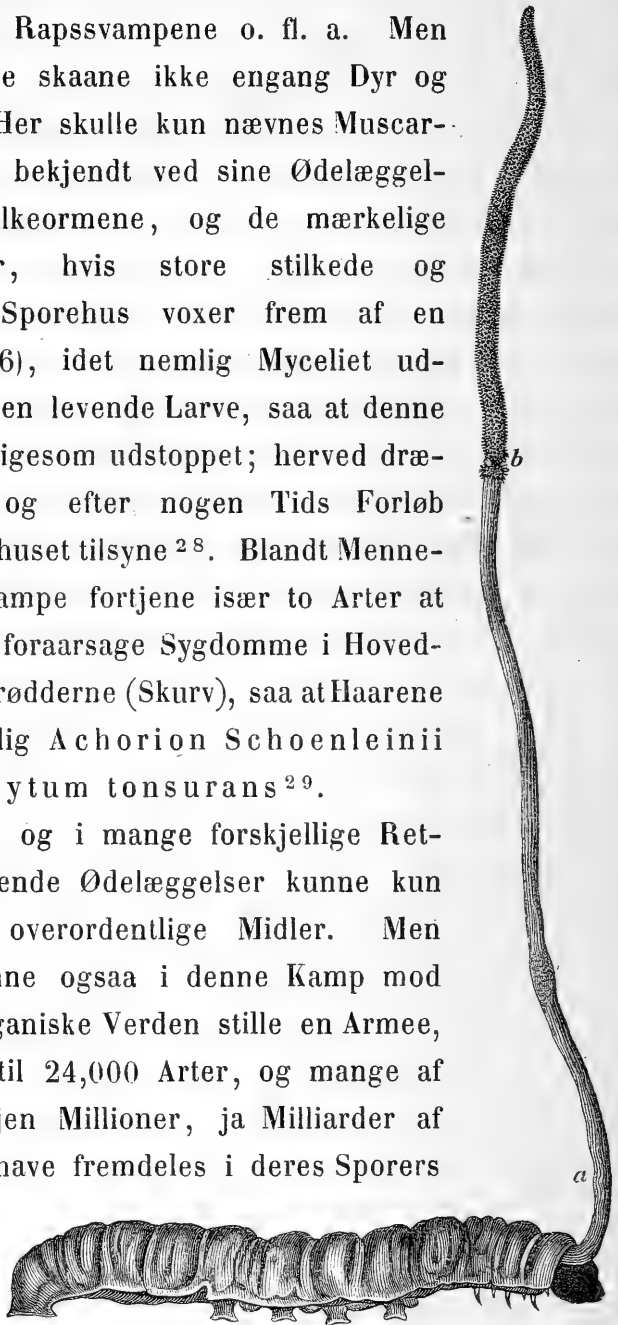 Rapssvampene o. fl. a. Men
e skaane ikke engang Dyr og
Her skulle kun nævnes Muscar-
bekjendt ved sine Ødelæggel-
lkeormene, og de mærkelige
r, hvis store stilkede og
Sporehus voxer frem af en
6), idet nemlig Myceliet ud-
en levende Larve, saa at denne
igesom udstoppet; herved dræ-
og efter nogen Tids Forløb
huset tilsyne 28. Blandt Menne-
ampe fortjene især to Arter at
foraarsage Sygdomme i Hoved-
rødderne (Skurv), saa at Haarene
lig Achorion Schoenleinii
ytum tonsurans 29.
og i mange forskjellige Ret-
ende Ødelæggelser kunne kun
overordentlige Midler. Men
ne ogsaa i denne Kamp mod
ganiske Verden stille en Armee,
til 24,000 Arter, og mange af
jen Millioner, ja Milliarder af
have fremdeles i deres Sporers
b
a